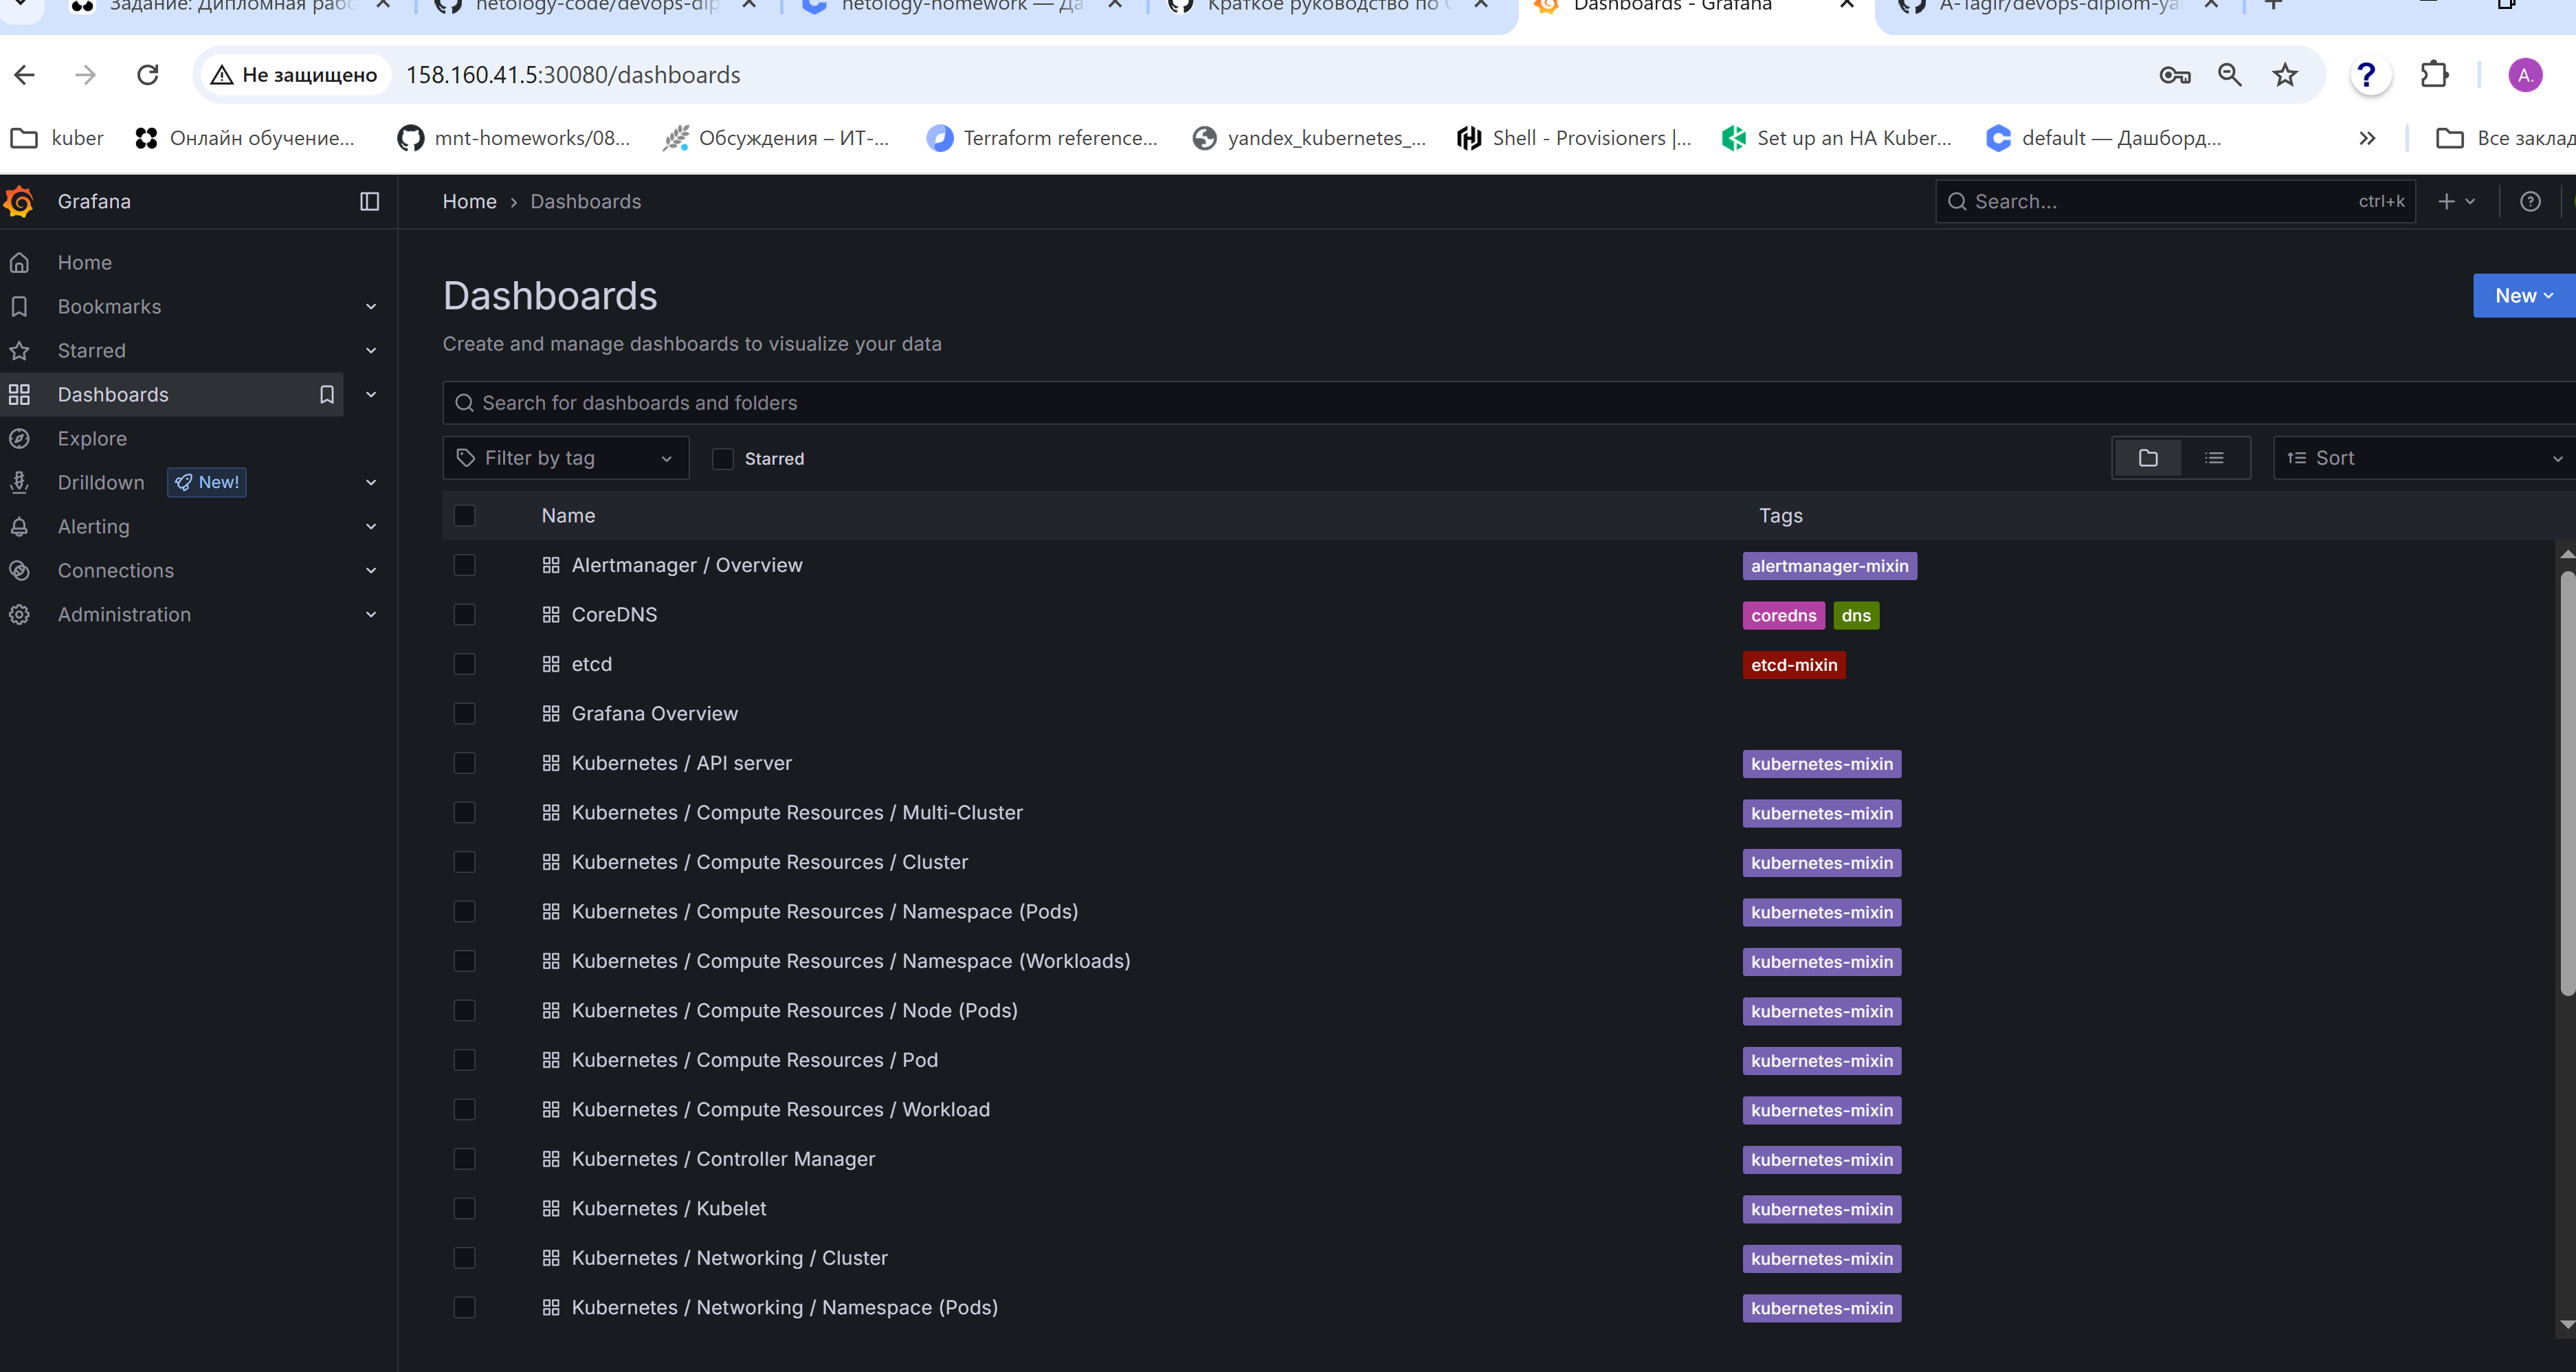 Задание: Дипломная рабо
netology-code/devops-dip
netology-homework — Да
Краткое руководство по
Dashboards - Grafana
A-Tagir/devops-diplom-ya
Не защищено 158.160.41.5:30080/dashboards
A.
kuber Онлайн обучение... mnt-homeworks/08... Обсуждения – ИТ-... Terraform reference... yandex_kubernetes_... Shell - Provisioners |... Set up an HA Kuber... default — Дашборд... Все заклад
Grafana
Home › Dashboards
Search... ctrl+k
Home
Bookmarks
Starred
Dashboards
Explore
Drilldown New!
Alerting
Connections
Administration
Dashboards
New
Create and manage dashboards to visualize your data
Search for dashboards and folders
Filter by tag Starred Sort
Name Tags
Alertmanager / Overview alertmanager-mixin
CoreDNS coredns dns
etcd etcd-mixin
Grafana Overview
Kubernetes / API server kubernetes-mixin
Kubernetes / Compute Resources / Multi-Cluster kubernetes-mixin
Kubernetes / Compute Resources / Cluster kubernetes-mixin
Kubernetes / Compute Resources / Namespace (Pods) kubernetes-mixin
Kubernetes / Compute Resources / Namespace (Workloads) kubernetes-mixin
Kubernetes / Compute Resources / Node (Pods) kubernetes-mixin
Kubernetes / Compute Resources / Pod kubernetes-mixin
Kubernetes / Compute Resources / Workload kubernetes-mixin
Kubernetes / Controller Manager kubernetes-mixin
Kubernetes / Kubelet kubernetes-mixin
Kubernetes / Networking / Cluster kubernetes-mixin
Kubernetes / Networking / Namespace (Pods) kubernetes-mixin